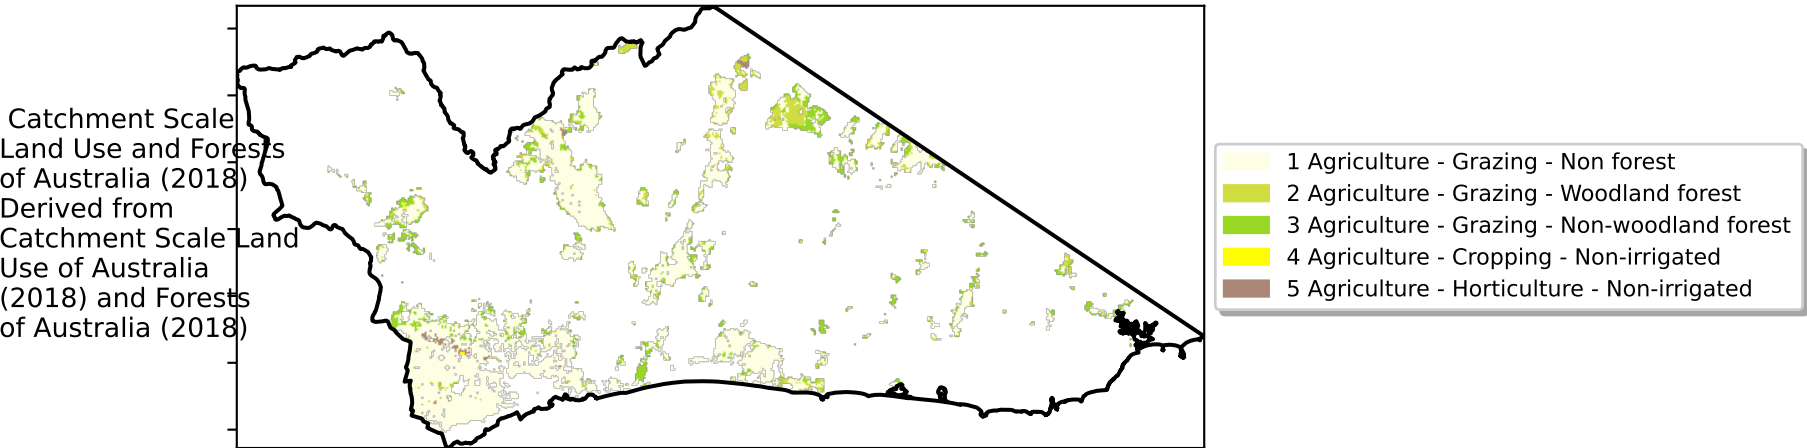 Catchment Scale
Land Use and Forests
of Australia (2018)
Derived from
Catchment Scale Land
Use of Australia
(2018) and Forests
of Australia (2018)
1 Agriculture - Grazing - Non forest
2 Agriculture - Grazing - Woodland forest
3 Agriculture - Grazing - Non-woodland forest
4 Agriculture - Cropping - Non-irrigated
5 Agriculture - Horticulture - Non-irrigated